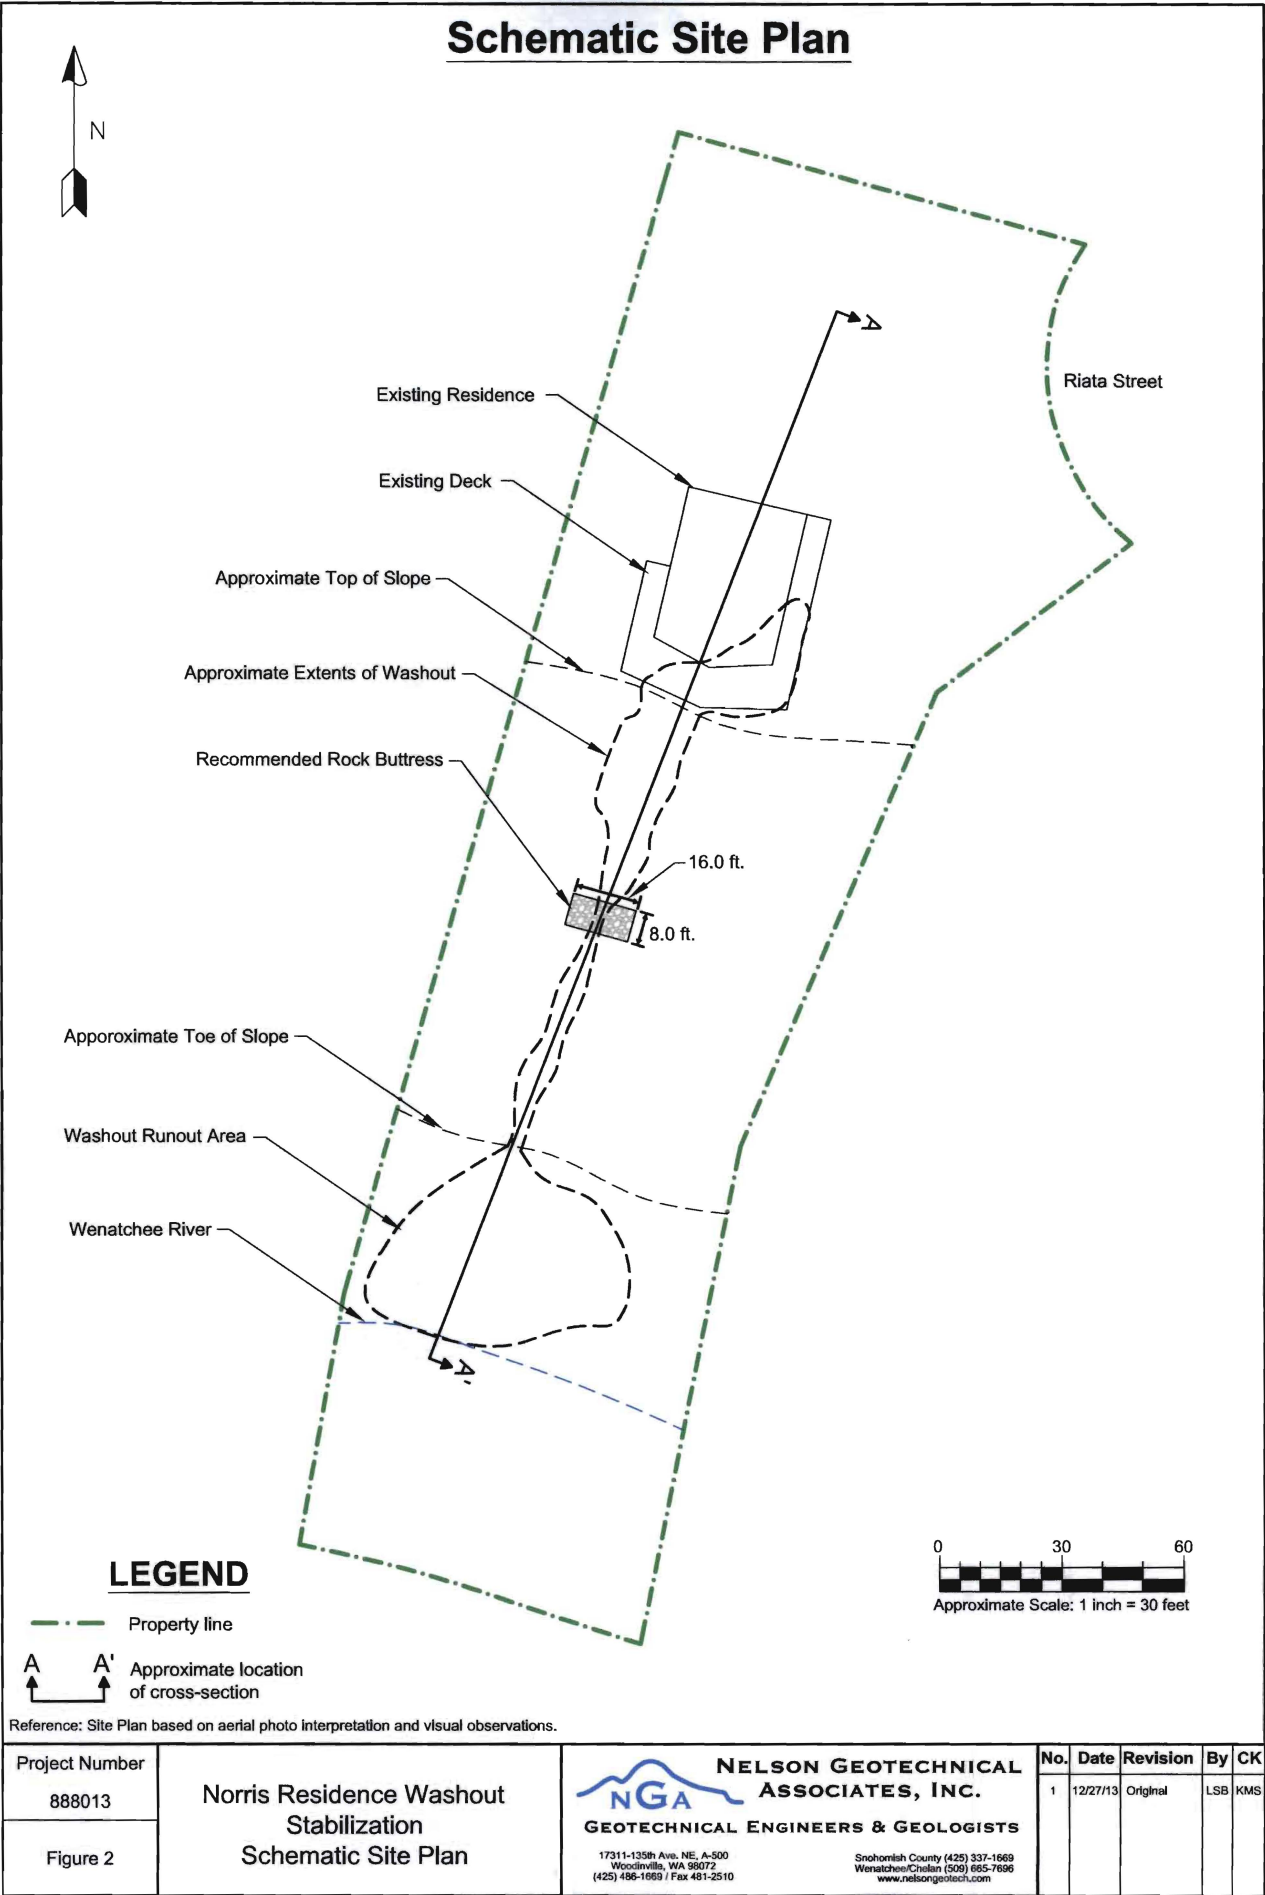 Schematic Site Plan
N
A
Riata Street
Existing Residence
Existing Deck
Approximate Top of Slope
Approximate Extents of Washout
Recommended Rock Buttress
16.0 ft.
8.0 ft.
Apporoximate Toe of Slope
Washout Runout Area
Wenatchee River
A'
0 30 60
Approximate Scale: 1 inch = 30 feet
LEGEND
Property line
A A' Approximate location
of cross-section
Reference: Site Plan based on aerial photo interpretation and visual observations.
Project Number
888013
Figure 2
Norris Residence Washout
Stabilization
Schematic Site Plan
NGA
NELSON GEOTECHNICAL
ASSOCIATES, INC.
GEOTECHNICAL ENGINEERS & GEOLOGISTS
17311-135th Ave. NE, A-500
Woodinville, WA 98072
(425) 486-1669 / Fax 481-2510
Snohomish County (425) 337-1669
Wenatchee/Chelan (509) 665-7696
www.nelsongeotech.com
No. Date Revision By CK
1 12/27/13 Original LSB KMS